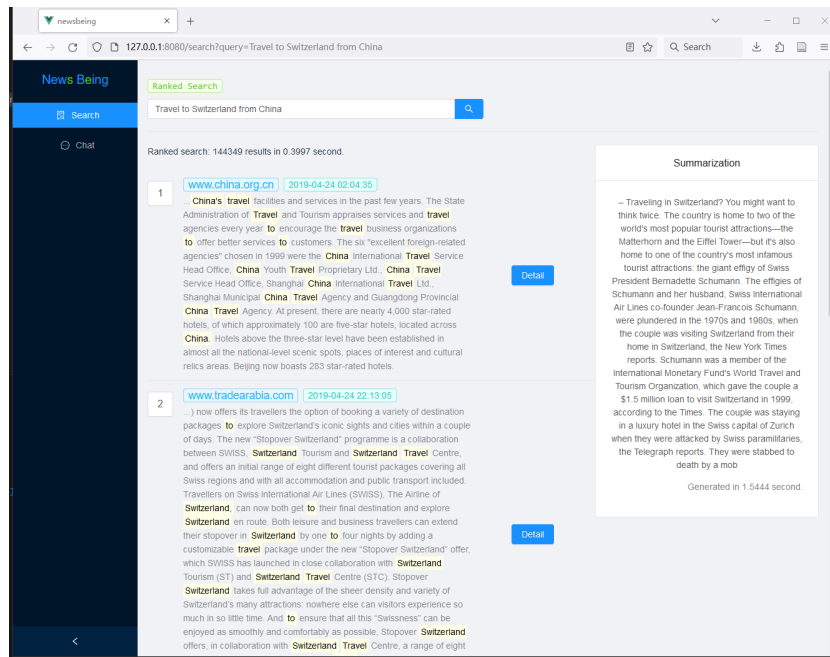 newsbeing
127.0.0.1:8080/search?query=Travel to Switzerland from China
Search
News Being
Search
Chat
Ranked Search
Travel to Switzerland from China
Ranked search: 144349 results in 0.3997 second.
1
www.china.org.cn 2019-04-24 02:04:35
... China's travel facilities and services in the past few years. The State
Administration of Travel and Tourism appraises services and travel
agencies every year to encourage the travel business organizations
to offer better services to customers. The six "excellent foreign-related
agencies" chosen in 1999 were the China International Travel Service
Head Office, China Youth Travel Proprietary Ltd., China Travel
Service Head Office, Shanghai China International Travel Ltd.,
Shanghai Municipal China Travel Agency and Guangdong Provincial
China Travel Agency. At present, there are nearly 4,000 star-rated
hotels, of which approximately 100 are five-star hotels, located across
China. Hotels above the three-star level have been established in
almost all the national-level scenic spots, places of interest and cultural
relics areas. Beijing now boasts 283 star-rated hotels.
Detail
2
www.tradearabia.com 2019-04-24 22:13:05
...) now offers its travellers the option of booking a variety of destination
packages to explore Switzerland's iconic sights and cities within a couple
of days. The new "Stopover Switzerland" programme is a collaboration
between SWISS, Switzerland Tourism and Switzerland Travel Centre,
and offers an initial range of eight different tourist packages covering all
Swiss regions and with all accommodation and public transport included.
Travellers on Swiss International Air Lines (SWISS), The Airline of
Switzerland, can now both get to their final destination and explore
Switzerland en route. Both leisure and business travellers can extend
their stopover in Switzerland by one to four nights by adding a
customizable travel package under the new "Stopover Switzerland" offer,
which SWISS has launched in close collaboration with Switzerland
Tourism (ST) and Switzerland Travel Centre (STC). Stopover
Switzerland takes full advantage of the sheer density and variety of
Switzerland's many attractions: nowhere else can visitors experience so
much in so little time. And to ensure that all this "Swissness" can be
enjoyed as smoothly and comfortably as possible, Stopover Switzerland
offers, in collaboration with Switzerland Travel Centre, a range of eight
Detail
Summarization
– Traveling in Switzerland? You might want to
think twice. The country is home to two of the
world's most popular tourist attractions—the
Matterhorn and the Eiffel Tower—but it's also
home to one of the country's most infamous
tourist attractions: the giant effigy of Swiss
President Bernadette Schumann. The effigies of
Schumann and her husband, Swiss International
Air Lines co-founder Jean-Francois Schumann,
were plundered in the 1970s and 1980s, when
the couple was visiting Switzerland from their
home in Switzerland, the New York Times
reports. Schumann was a member of the
International Monetary Fund's World Travel and
Tourism Organization, which gave the couple a
$1.5 million loan to visit Switzerland in 1999,
according to the Times. The couple was staying
in a luxury hotel in the Swiss capital of Zurich
when they were attacked by Swiss paramilitaries,
the Telegraph reports. They were stabbed to
death by a mob
Generated in 1.5444 second.